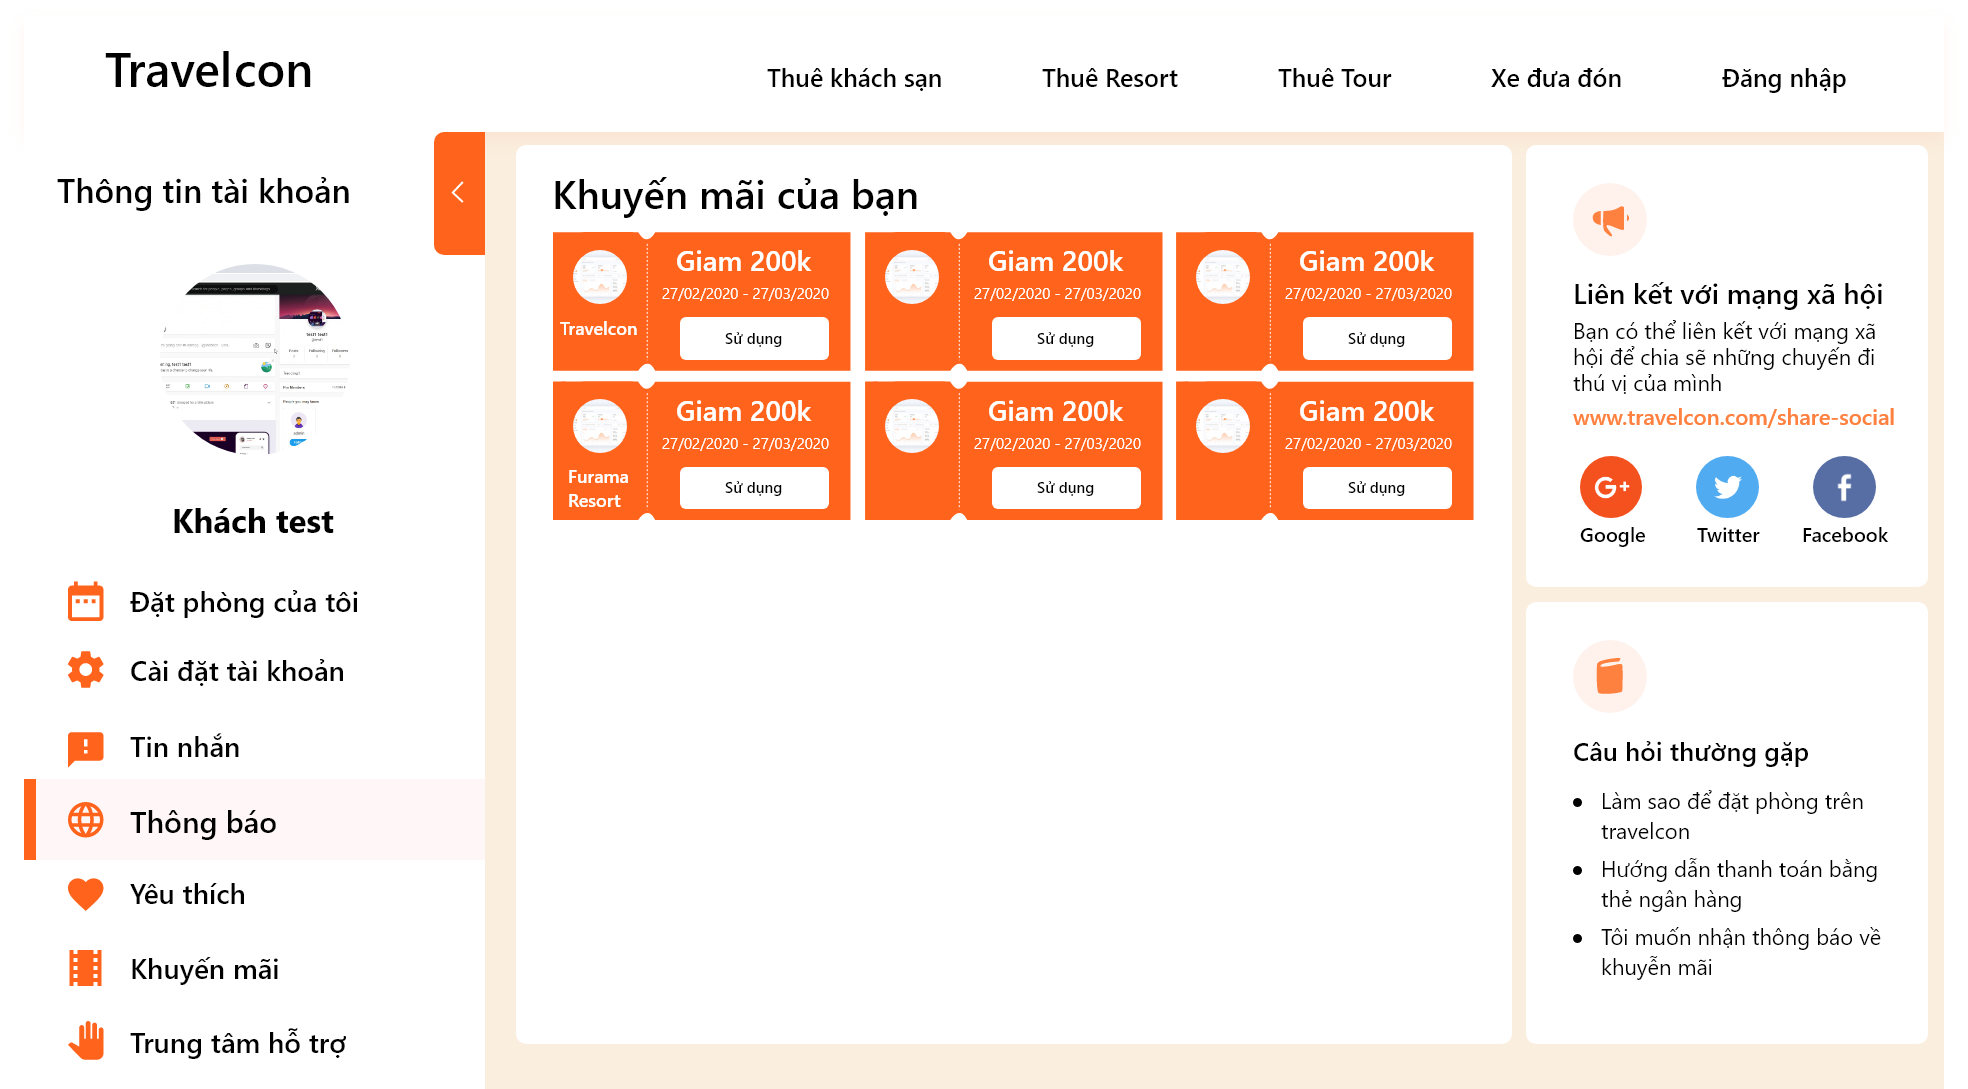 Travelcon
Thuê khách sạn
Thuê Resort
Thuê Tour
Xe đưa đón
Đăng nhập
Thông tin tài khoản
Khách test
Đặt phòng của tôi
Cài đặt tài khoản
Tin nhắn
Thông báo
Yêu thích
Khuyến mãi
Trung tâm hỗ trợ
Khuyến mãi của bạn
Travelcon
Giam 200k
27/02/2020 - 27/03/2020
Sử dụng
Giam 200k
27/02/2020 - 27/03/2020
Sử dụng
Giam 200k
27/02/2020 - 27/03/2020
Sử dụng
Furama
Resort
Giam 200k
27/02/2020 - 27/03/2020
Sử dụng
Giam 200k
27/02/2020 - 27/03/2020
Sử dụng
Giam 200k
27/02/2020 - 27/03/2020
Sử dụng
Liên kết với mạng xã hội
Bạn có thể liên kết với mạng xã
hội để chia sẽ những chuyến đi
thú vị của mình
www.travelcon.com/share-social
Google
Twitter
Facebook
Câu hỏi thường gặp
Làm sao để đặt phòng trên
travelcon
Hướng dẫn thanh toán bằng
thẻ ngân hàng
Tôi muốn nhận thông báo về
khuyễn mãi